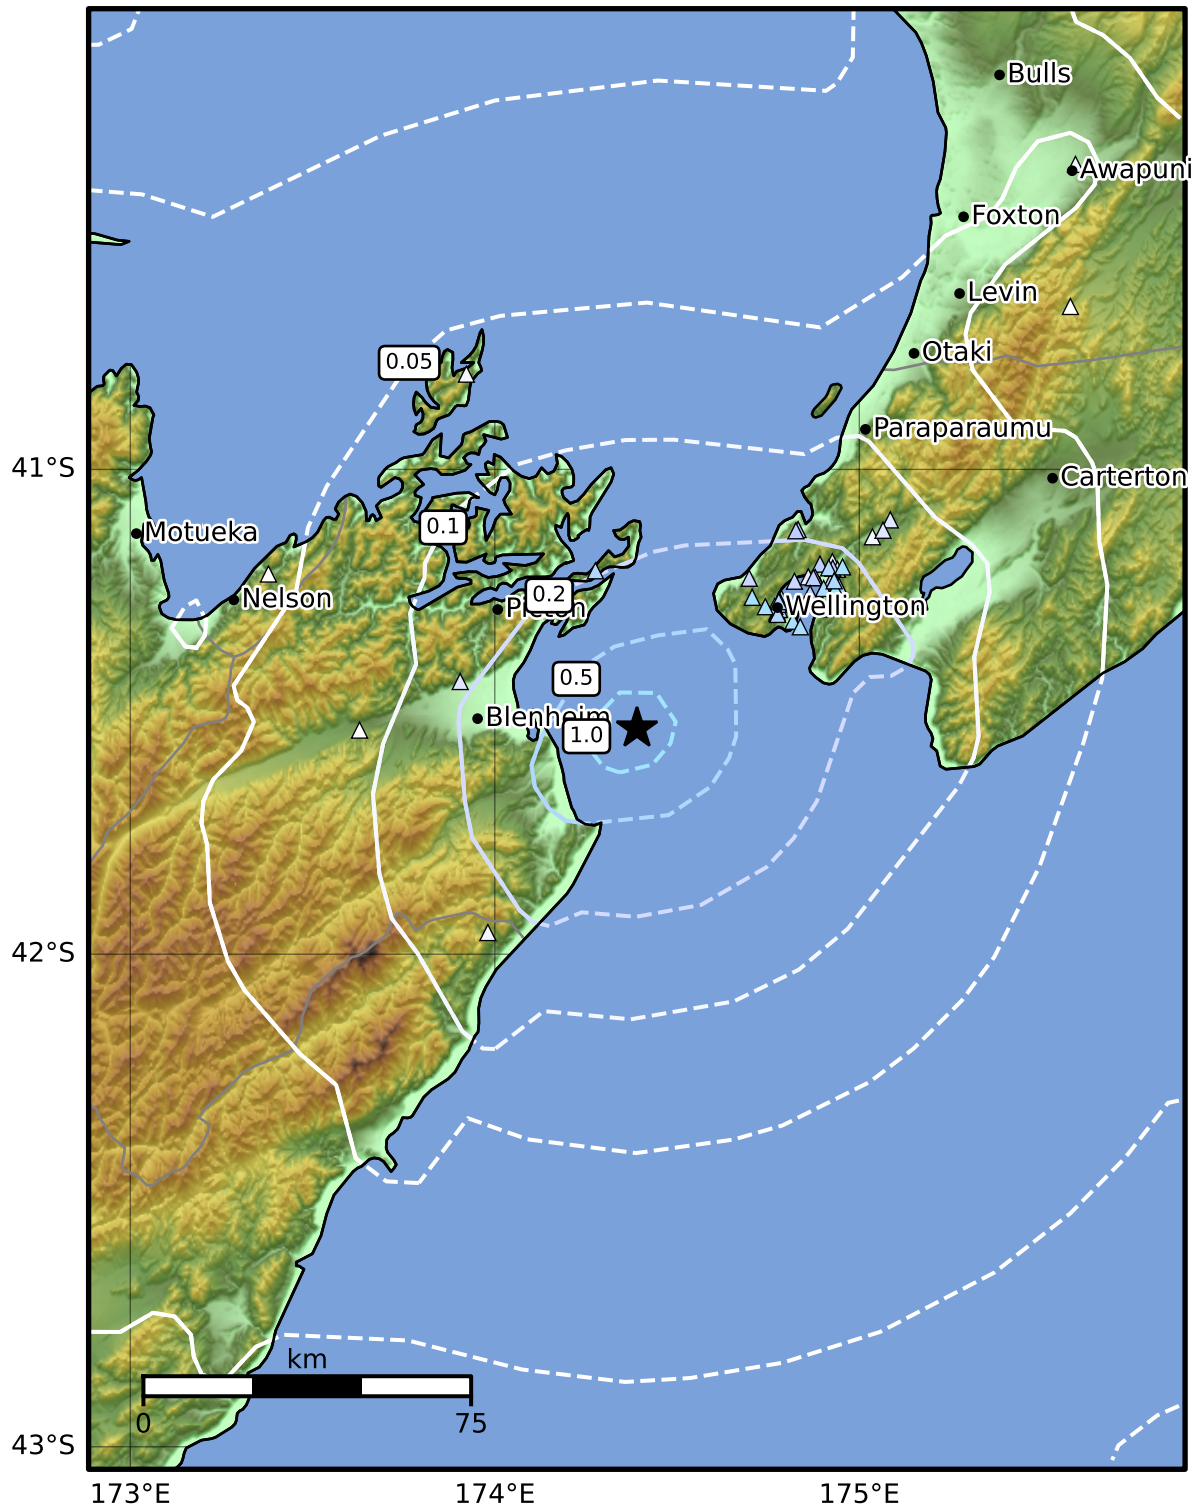 Bulls
Awapuni
Foxton
Levin
Otaki
0.05
Paraparaumu
41°S
Carterton
0.1
Motueka
Nelson
0.2
Picton
Wellington
0.5
Blenheim
1.0
42°S
km
0
75
43°S
173°E
174°E
175°E